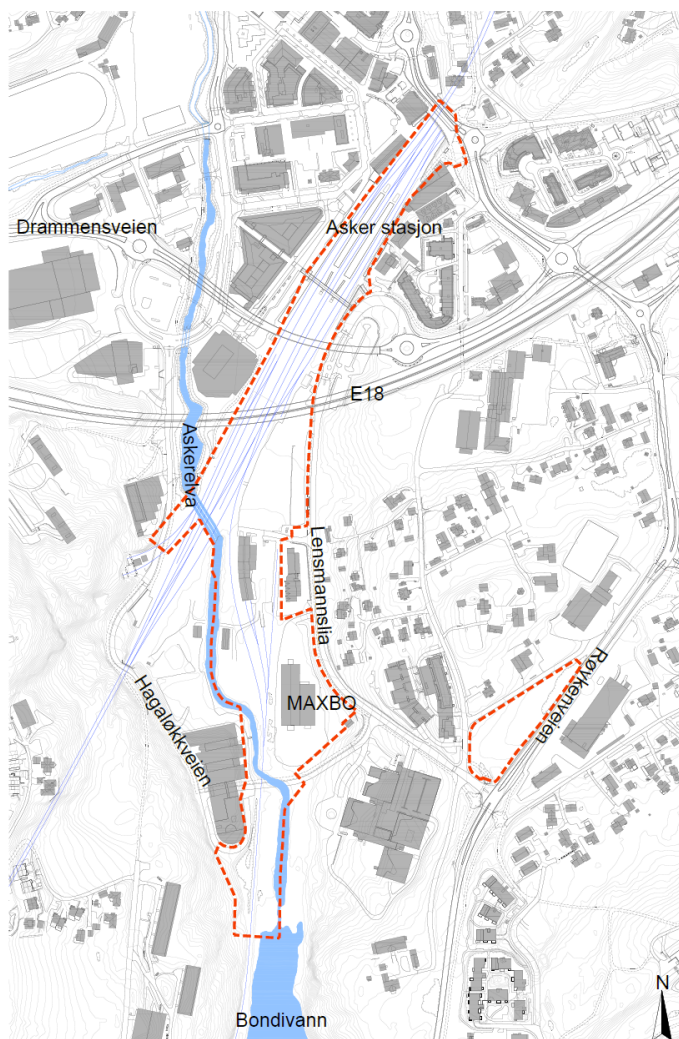 Drammensveien
Asker stasjon
E18
Askerelva
Lensmannslia
MAXBO
Hagaløkkveien
Røykenveien
Bondivann
N